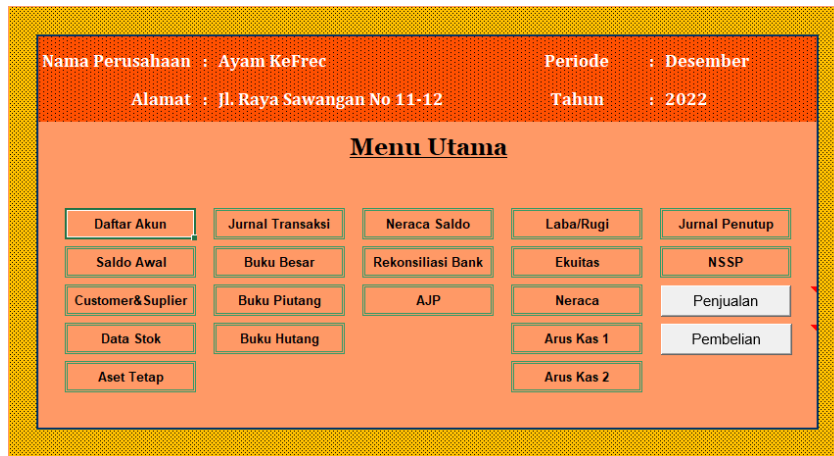 Nama Perusahaan : Ayam KeFrec Periode : Desember
Alamat : Jl. Raya Sawangan No 11-12 Tahun : 2022
Menu Utama
Daftar Akun Jurnal Transaksi Neraca Saldo Laba/Rugi Jurnal Penutup
Saldo Awal Buku Besar Rekonsiliasi Bank Ekuitas NSSP
Customer&Suplier Buku Piutang AJP Neraca Penjualan
Data Stok Buku Hutang Arus Kas 1 Pembelian
Aset Tetap Arus Kas 2